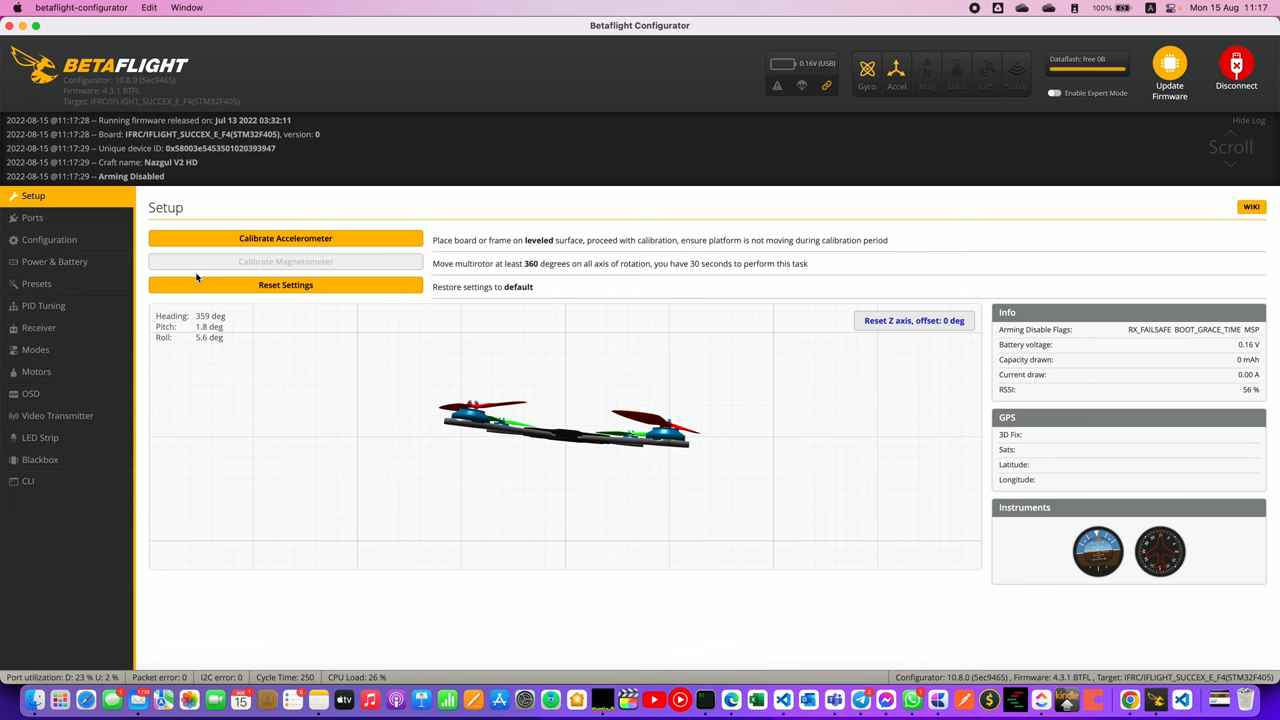 betaflight-configurator Edit Window 100% A Mon 15 Aug 11:17
Betaflight Configurator
BETAFLIGHT
Configurator: 10.8.0 (5ec9465)
Firmware: 4.3.1 BTFL
Target: IFRC/IFLIGHT_SUCCEX_E_F4(STM32F405)
0.16V (USB)
Gyro Accel Mag Baro GPS Sonar
Dataflash: free 0B
Enable Expert Mode
Update Firmware
Disconnect
2022-08-15 @11:17:28 -- Running firmware released on: Jul 13 2022 03:32:11
2022-08-15 @11:17:28 -- Board: IFRC/IFLIGHT_SUCCEX_E_F4(STM32F405), version: 0
2022-08-15 @11:17:29 -- Unique device ID: 0x58003e5453501020393947
2022-08-15 @11:17:29 -- Craft name: Nazgul V2 HD
2022-08-15 @11:17:29 -- Arming Disabled
Hide Log
Scroll
Setup
Ports
Configuration
Power & Battery
Presets
PID Tuning
Receiver
Modes
Motors
OSD
Video Transmitter
LED Strip
Blackbox
CLI
Setup
WIKI
Calibrate Accelerometer
Place board or frame on leveled surface, proceed with calibration, ensure platform is not moving during calibration period
Calibrate Magnetometer
Move multirotor at least 360 degrees on all axis of rotation, you have 30 seconds to perform this task
Reset Settings
Restore settings to default
Heading: 359 deg
Pitch: 1.8 deg
Roll: 5.6 deg
Reset Z axis, offset: 0 deg
Info
Arming Disable Flags: RX_FAILSAFE BOOT_GRACE_TIME MSP
Battery voltage: 0.16 V
Capacity drawn: 0 mAh
Current draw: 0.00 A
RSSI: 56 %
GPS
3D Fix:
Sats:
Latitude:
Longitude:
Instruments
Port utilization: D: 23 % U: 2 %
Packet error: 0
I2C error: 0
Cycle Time: 250
CPU Load: 26 %
Configurator: 10.8.0 (5ec9465), Firmware: 4.3.1 BTFL, Target: IFRC/IFLIGHT_SUCCEX_E_F4(STM32F405)